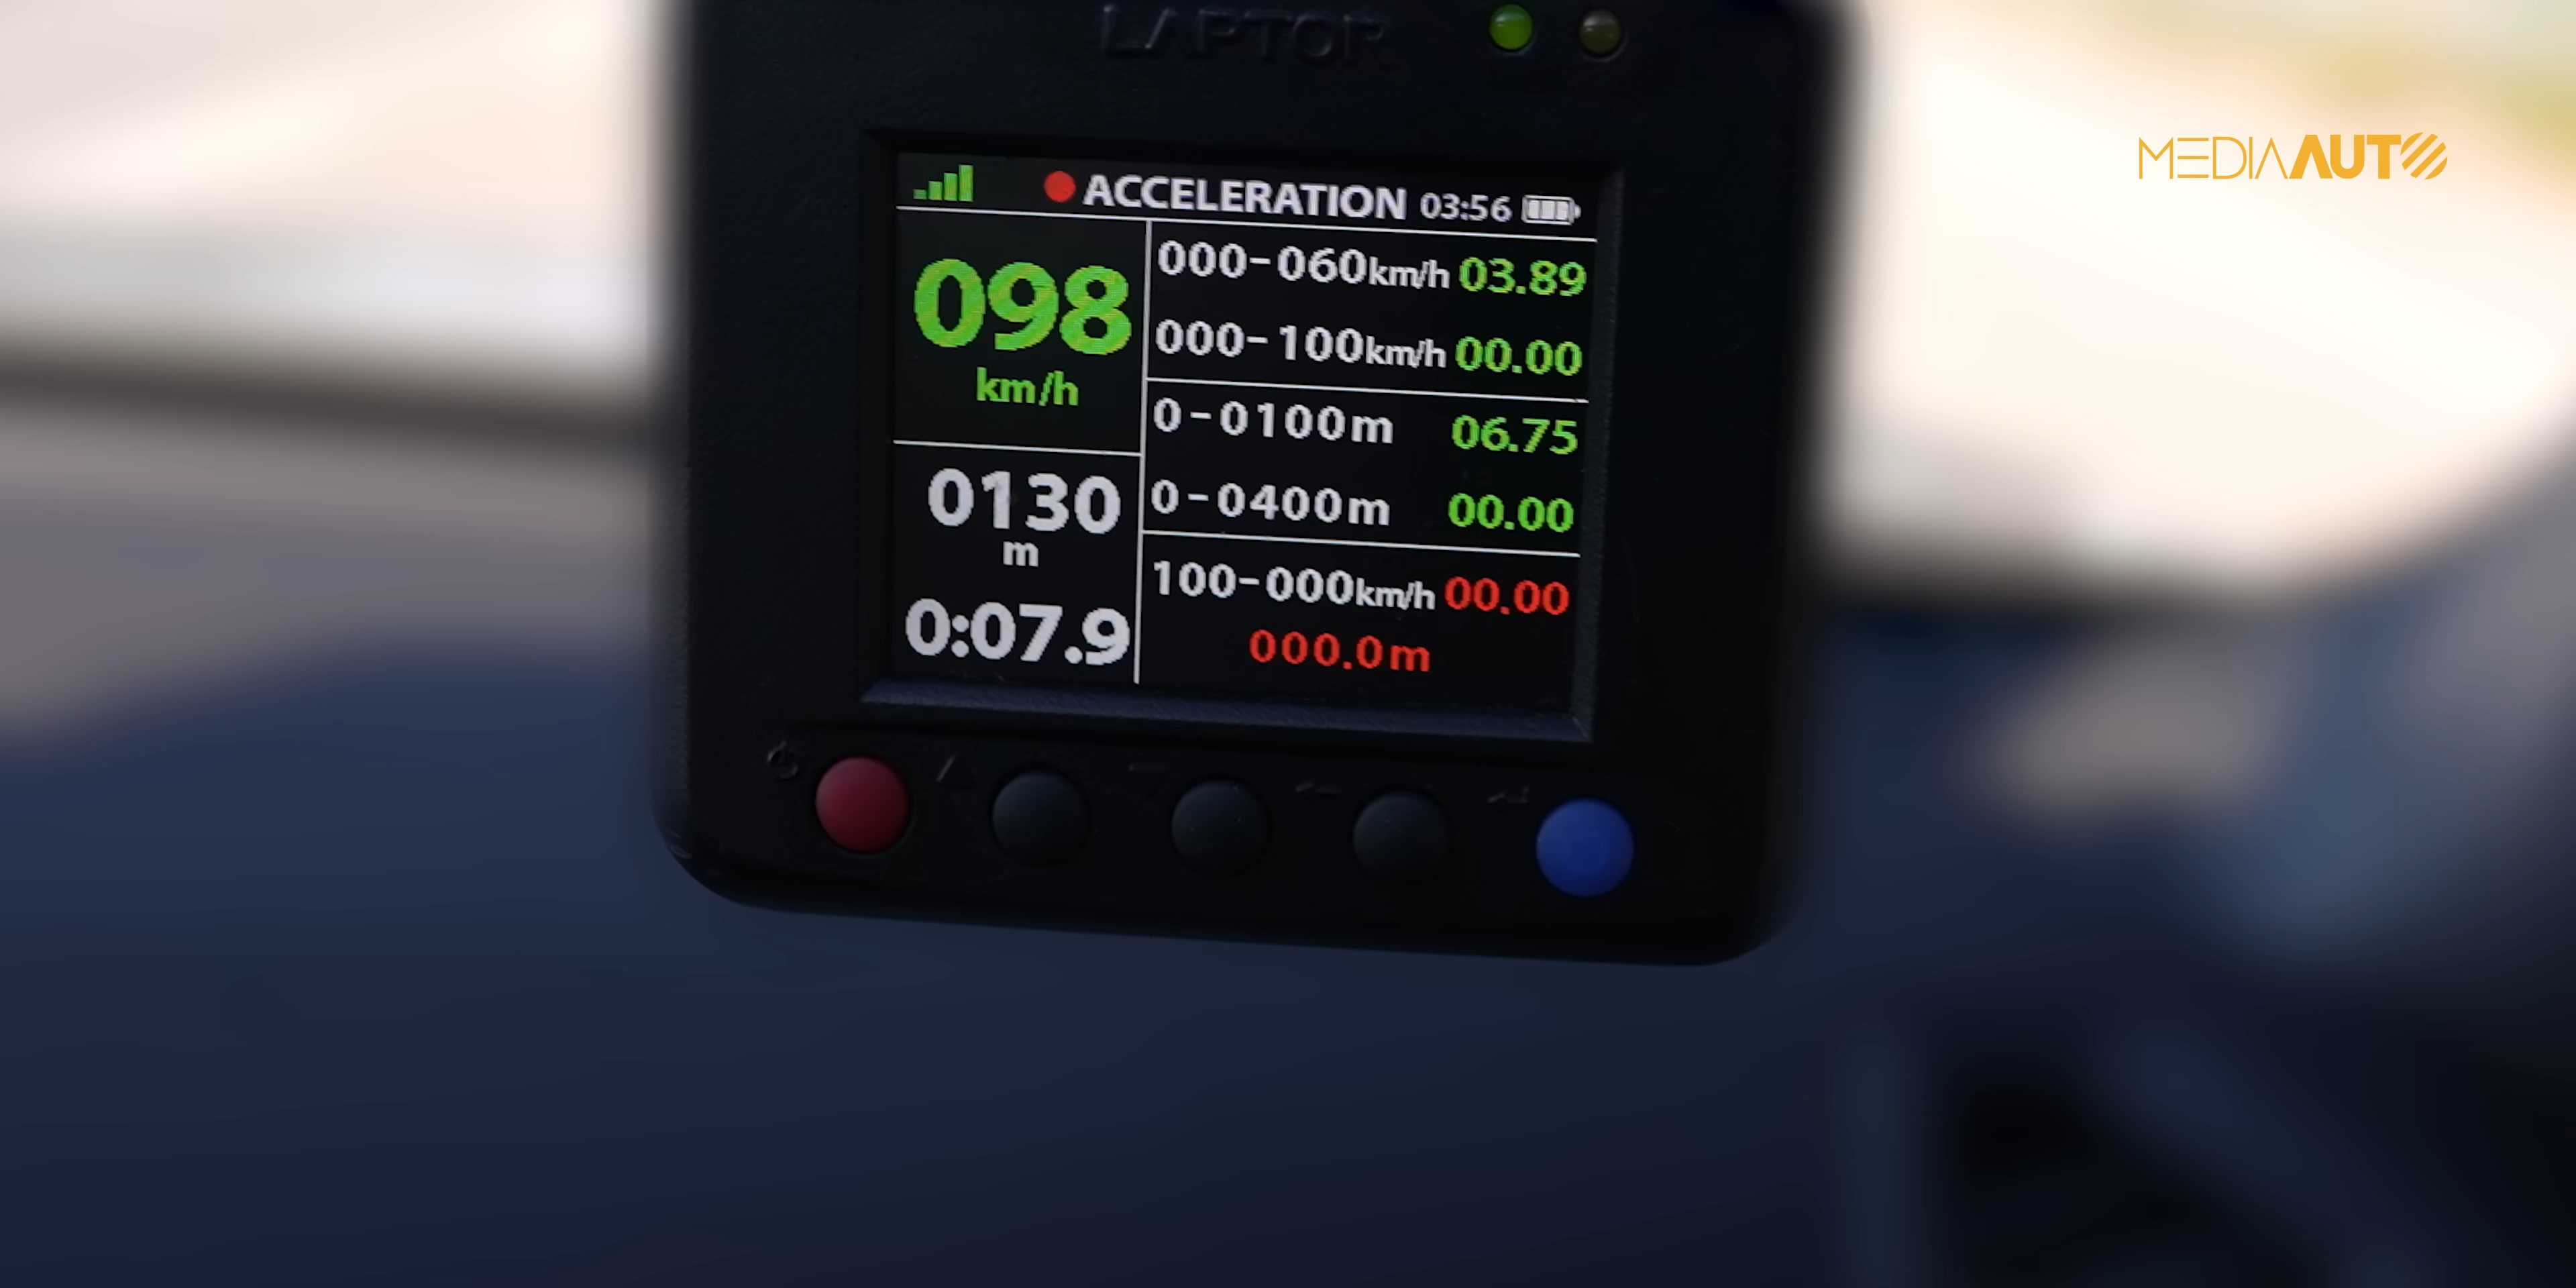 LAPTOR
MEDIAAUTO
ACCELERATION 03:56
098
km/h
0130
m
0:07.9
000-060km/h 03.89
000-100km/h 00.00
0-0100m 06.75
0-0400m 00.00
100-000km/h 00.00
000.0m